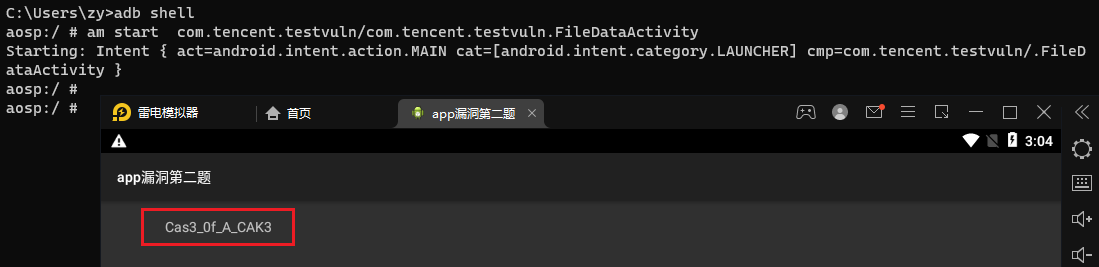 C:\Users\zy>adb shell
aosp:/ # am start  com.tencent.testvuln/com.tencent.testvuln.FileDataActivity
Starting: Intent { act=android.intent.action.MAIN cat=[android.intent.category.LAUNCHER] cmp=com.tencent.testvuln/.FileD
ataActivity }
aosp:/ #
aosp:/ #
雷电模拟器 首页 app漏洞第二题
3:04
app漏洞第二题
Cas3_0f_A_CAK3